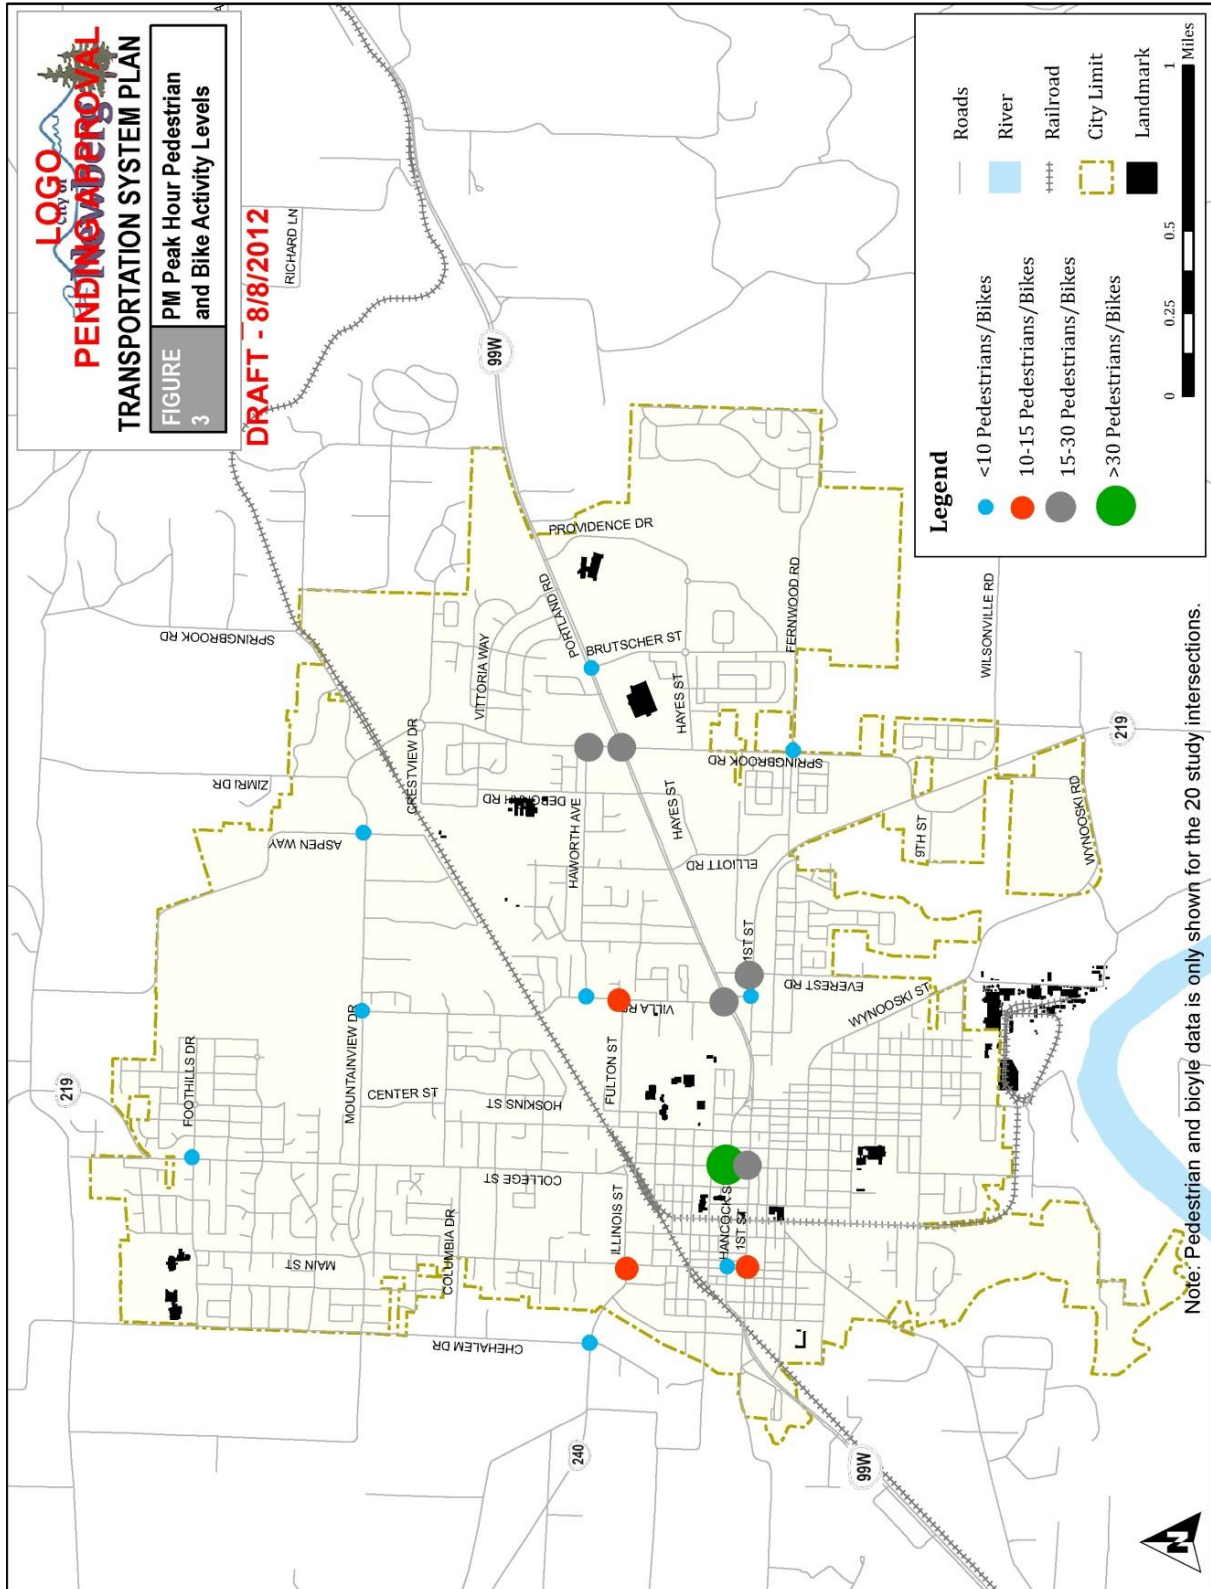 LOGO
City of
Newberg
PENDING APPROVAL
TRANSPORTATION SYSTEM PLAN
FIGURE
3
PM Peak Hour Pedestrian
and Bike Activity Levels
DRAFT - 8/8/2012
RICHARD LN
99W
SPRINGBROOK RD
ZIMRI DR
ASPEN WAY
CRESTVIEW DR
VITTORIA WAY
PORTLAND RD
PROVIDENCE DR
BRUTSCHER ST
FERNWOOD RD
WILSONVILLE RD
HAYES ST
SPRINGBROOK RD
219
DEBORAH RD
HAWORTH AVE
HAYES ST
ELLIOTT RD
9TH ST
WYNOOSKI RD
219
FOOTHILLS DR
MOUNTAINVIEW DR
CENTER ST
HOSKINS ST
FULTON ST
VILLA RD
1ST ST
EVEREST RD
WYNOOSKI ST
MAIN ST
COLUMBIA DR
COLLEGE ST
ILLINOIS ST
HANCOCK S
1ST ST
CHEHALEM DR
240
99W
N
Legend
<10 Pedestrians/Bikes
10-15 Pedestrians/Bikes
15-30 Pedestrians/Bikes
>30 Pedestrians/Bikes
Roads
River
Railroad
City Limit
Landmark
0 0.25 0.5 1
Miles
Note: Pedestrian and bicycle data is only shown for the 20 study intersections.